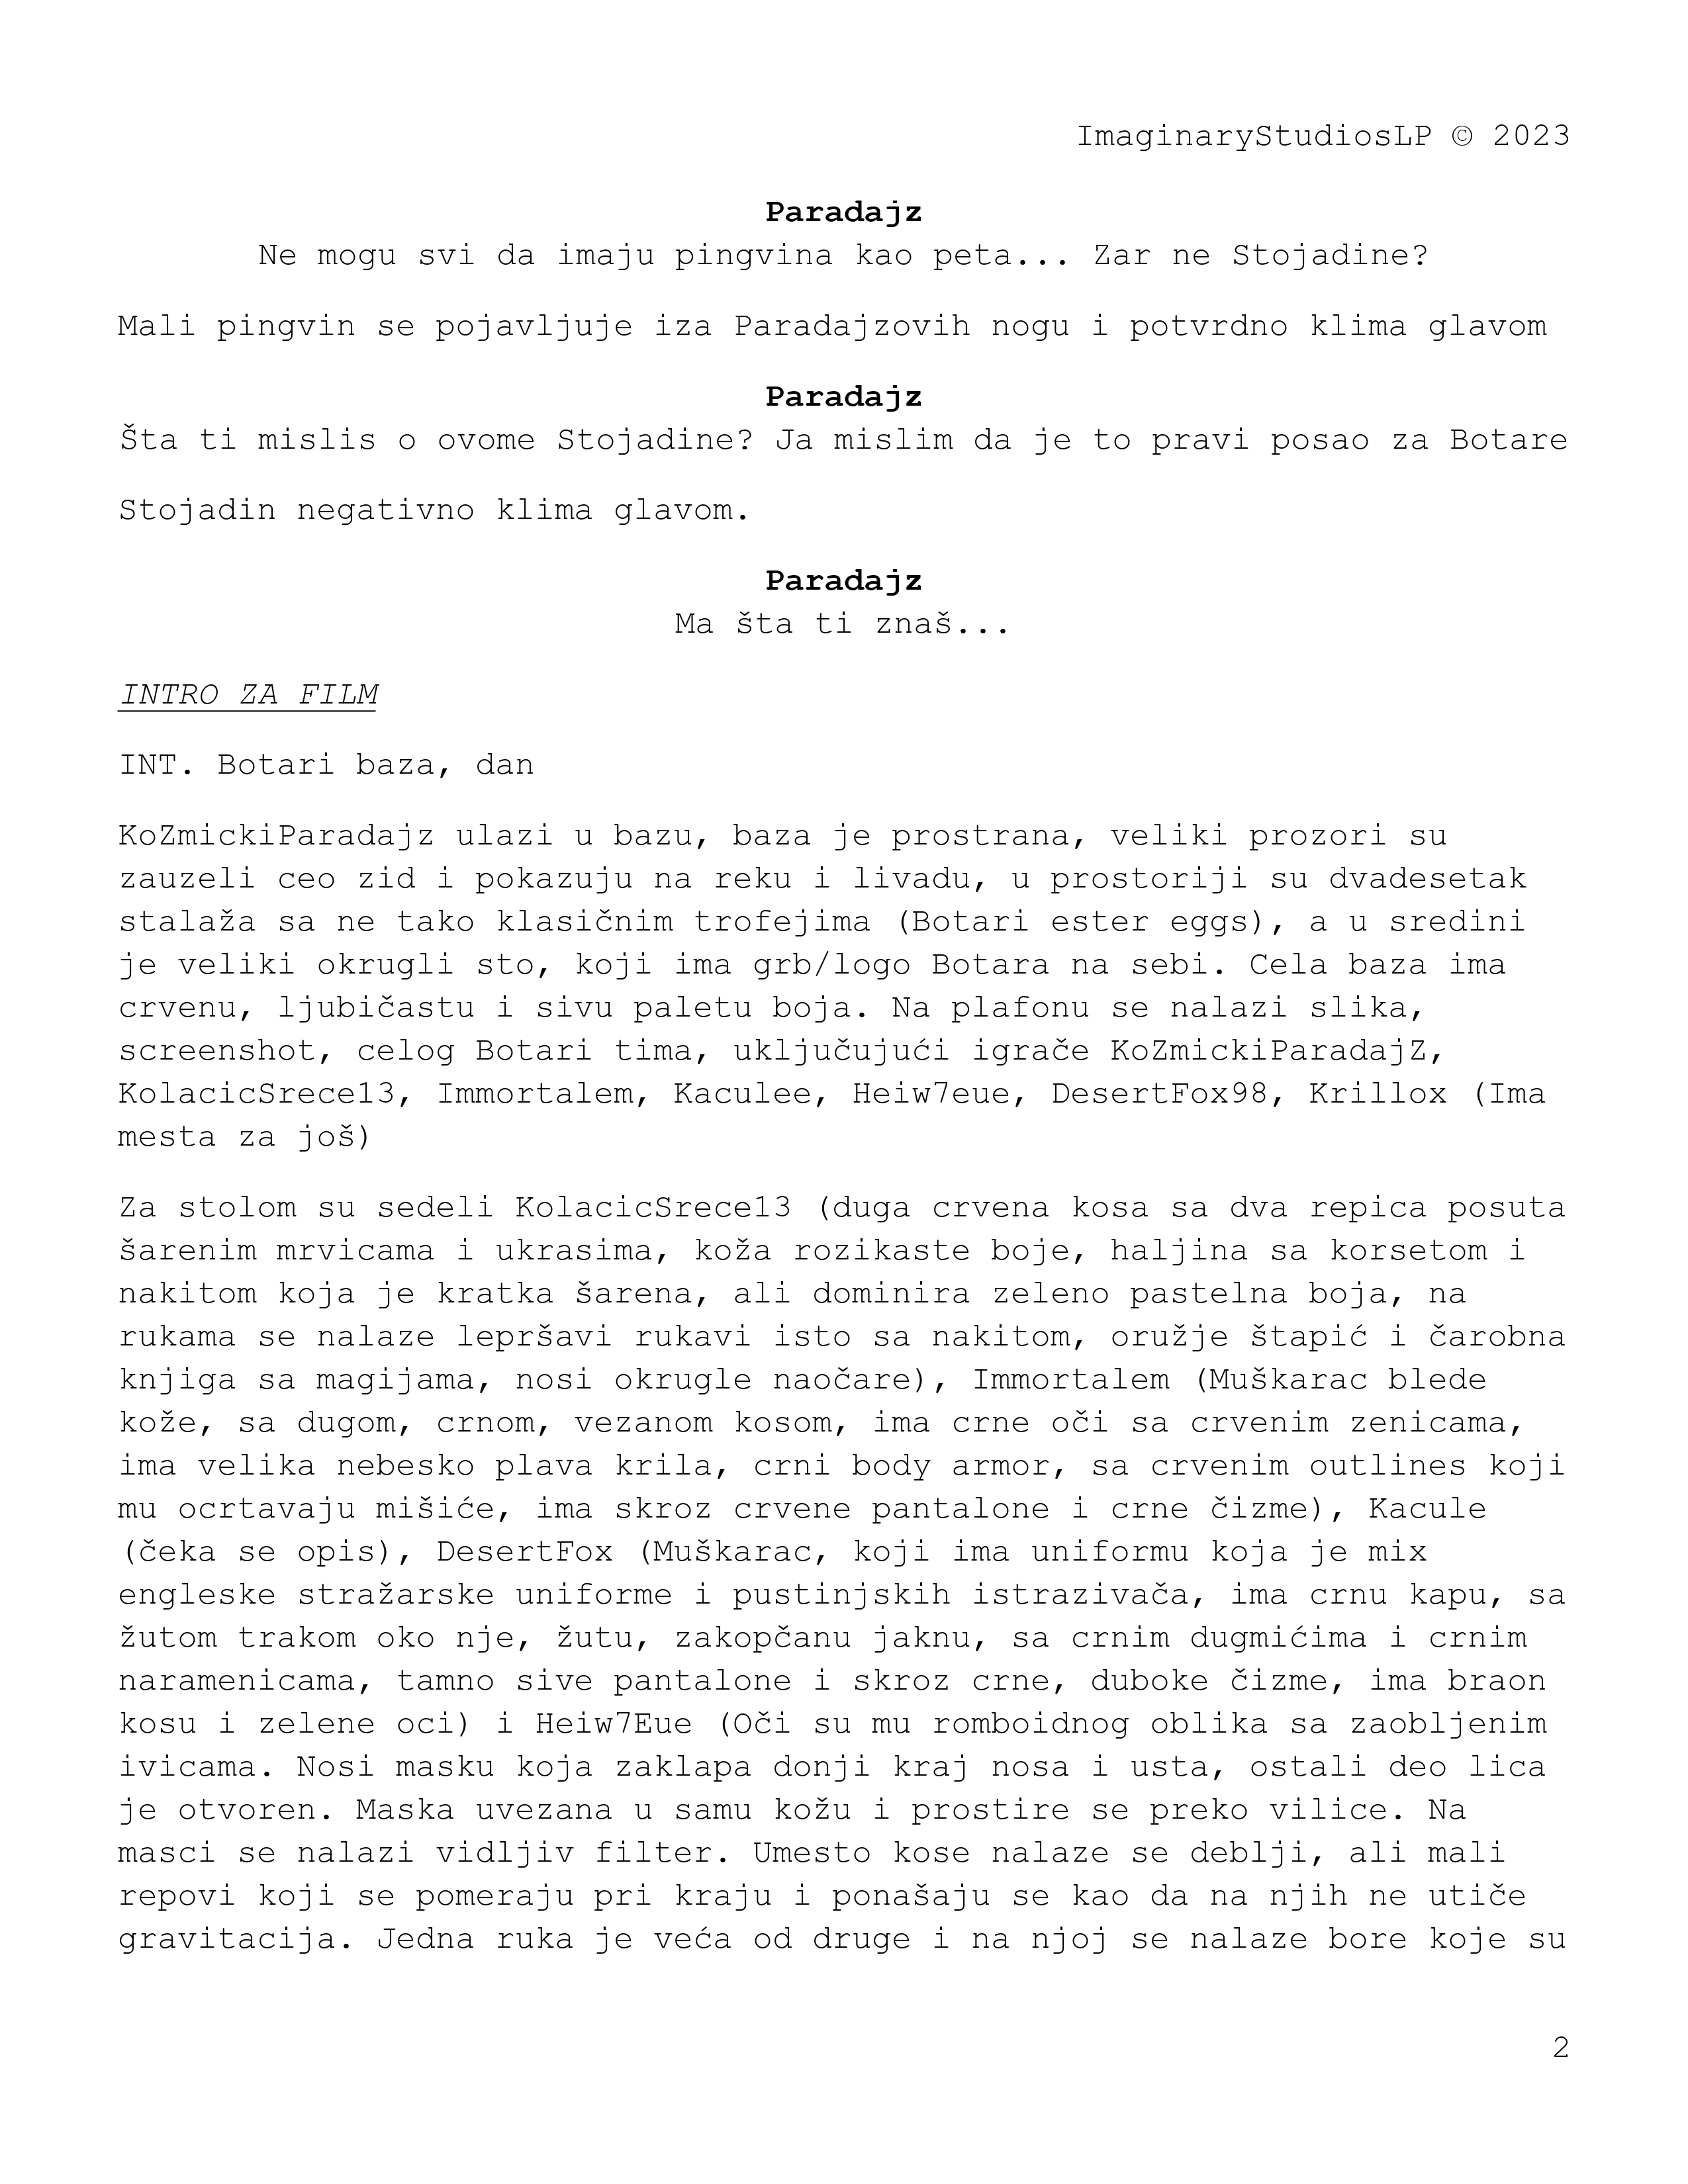 ImaginaryStudiosLP © 2023
Paradajz
Ne mogu svi da imaju pingvina kao peta... Zar ne Stojadine?
Mali pingvin se pojavljuje iza Paradajzovih nogu i potvrdno klima glavom
Paradajz
Šta ti mislis o ovome Stojadine? Ja mislim da je to pravi posao za Botare
Stojadin negativno klima glavom.
Paradajz
Ma šta ti znaš...
INTRO ZA FILM
INT. Botari baza, dan
KoZmickiParadajz ulazi u bazu, baza je prostrana, veliki prozori su
zauzeli ceo zid i pokazuju na reku i livadu, u prostoriji su dvadesetak
stalaža sa ne tako klasičnim trofejima (Botari ester eggs), a u sredini
je veliki okrugli sto, koji ima grb/logo Botara na sebi. Cela baza ima
crvenu, ljubičastu i sivu paletu boja. Na plafonu se nalazi slika,
screenshot, celog Botari tima, uključujući igrače KoZmickiParadajZ,
KolacicSrece13, Immortalem, Kaculee, Heiw7eue, DesertFox98, Krillox (Ima
mesta za još)
Za stolom su sedeli KolacicSrece13 (duga crvena kosa sa dva repica posuta
šarenim mrvicama i ukrasima, koža rozikaste boje, haljina sa korsetom i
nakitom koja je kratka šarena, ali dominira zeleno pastelna boja, na
rukama se nalaze lepršavi rukavi isto sa nakitom, oružje štapić i čarobna
knjiga sa magijama, nosi okrugle naočare), Immortalem (Muškarac blede
kože, sa dugom, crnom, vezanom kosom, ima crne oči sa crvenim zenicama,
ima velika nebesko plava krila, crni body armor, sa crvenim outlines koji
mu ocrtavaju mišiće, ima skroz crvene pantalone i crne čizme), Kacule
(čeka se opis), DesertFox (Muškarac, koji ima uniformu koja je mix
engleske stražarske uniforme i pustinjskih istrazivača, ima crnu kapu, sa
žutom trakom oko nje, žutu, zakopčanu jaknu, sa crnim dugmićima i crnim
naramenicama, tamno sive pantalone i skroz crne, duboke čizme, ima braon
kosu i zelene oci) i Heiw7Eue (Oči su mu romboidnog oblika sa zaobljenim
ivicama. Nosi masku koja zaklapa donji kraj nosa i usta, ostali deo lica
je otvoren. Maska uvezana u samu kožu i prostire se preko vilice. Na
masci se nalazi vidljiv filter. Umesto kose nalaze se deblji, ali mali
repovi koji se pomeraju pri kraju i ponašaju se kao da na njih ne utiče
gravitacija. Jedna ruka je veća od druge i na njoj se nalaze bore koje su
2